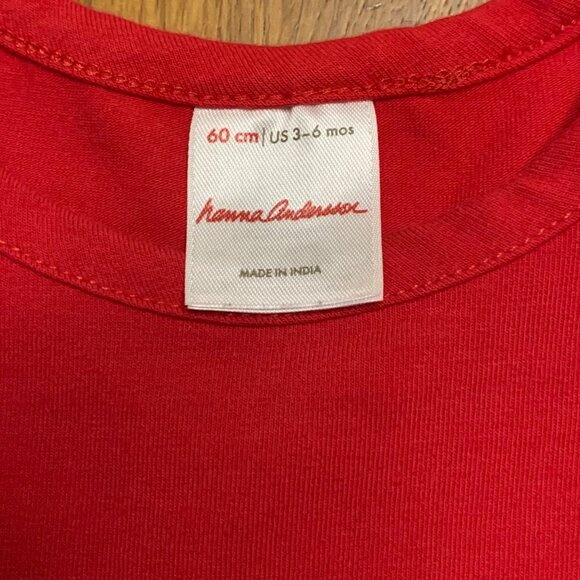 60 cm | US 3–6 mos
hanna andersson
MADE IN INDIA